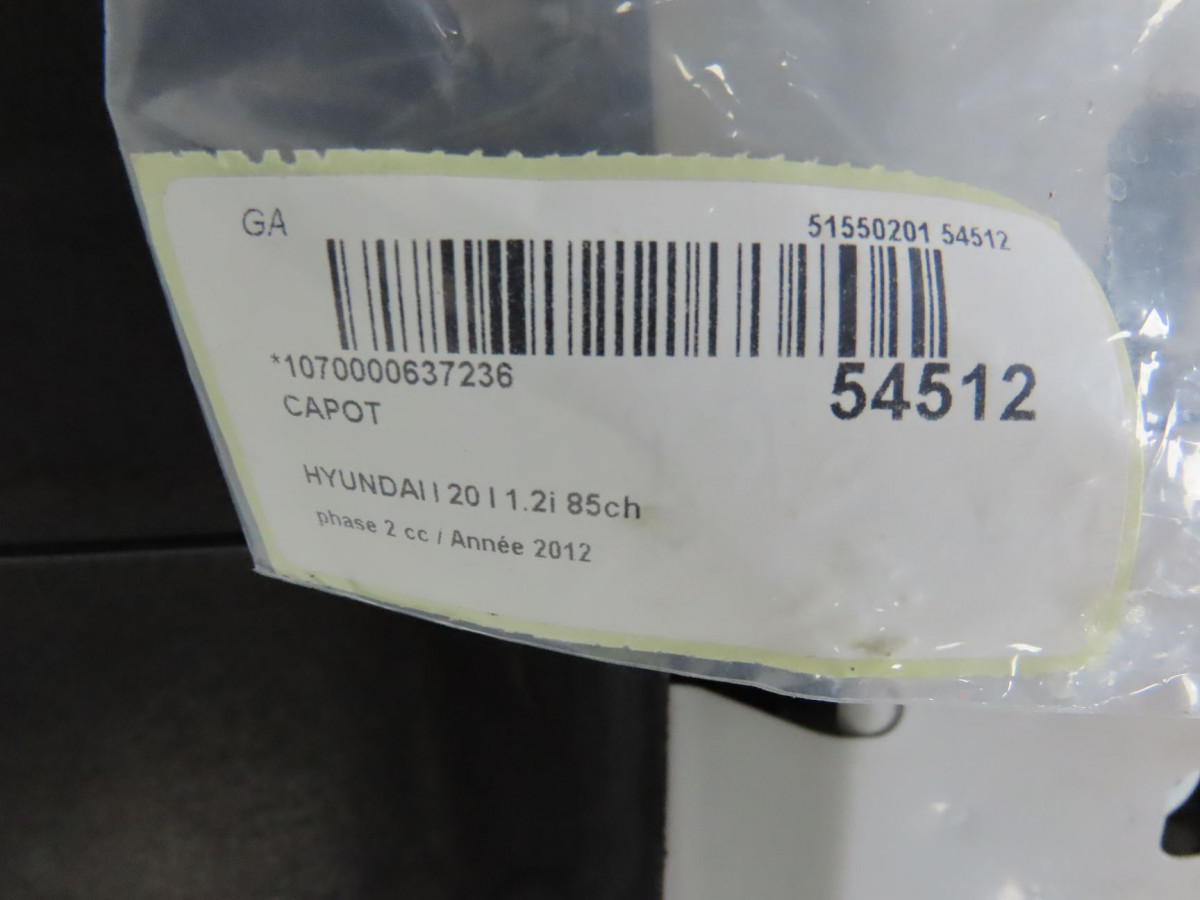 GA
51550201 54512
*1070000637236
54512
CAPOT
HYUNDAI I 20 I 1.2i 85ch
phase 2 cc / Année 2012